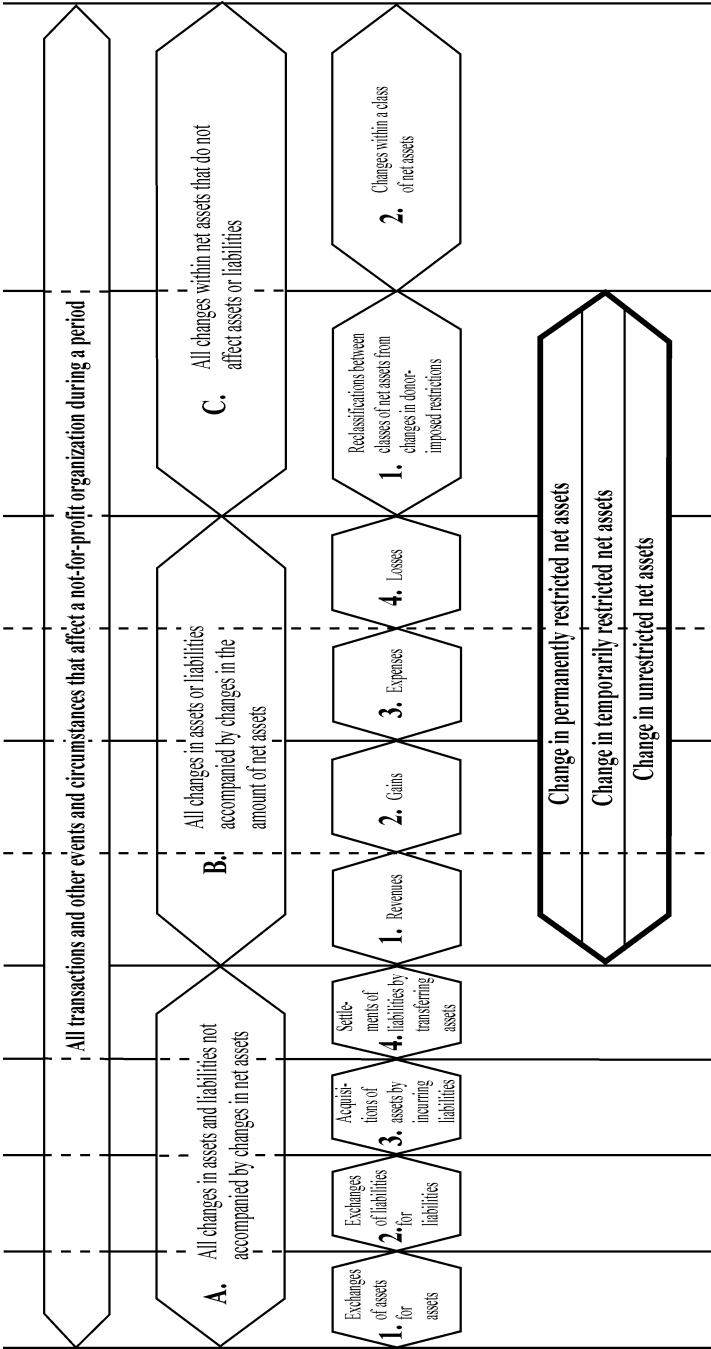 All transactions and other events and circumstances that affect a not-for-profit organization during a period
A. All changes in assets and liabilities not
accompanied by changes in net assets
B. All changes in assets or liabilities
accompanied by changes in the
amount of net assets
C. All changes within net assets that do not
affect assets or liabilities
Exchanges
of assets
1. for
assets
Exchanges
of liabilities
2. for
liabilities
Acquisi-
tions of
3. assets by
incurring
liabilities
Settle-
ments of
4. liabilities by
transferring
assets
1. Revenues
2. Gains
3. Expenses
4. Losses
Reclassifications between
1. classes of net assets from
changes in donor-
imposed restrictions
2. Changes within a class
of net assets
Change in permanently restricted net assets
Change in temporarily restricted net assets
Change in unrestricted net assets